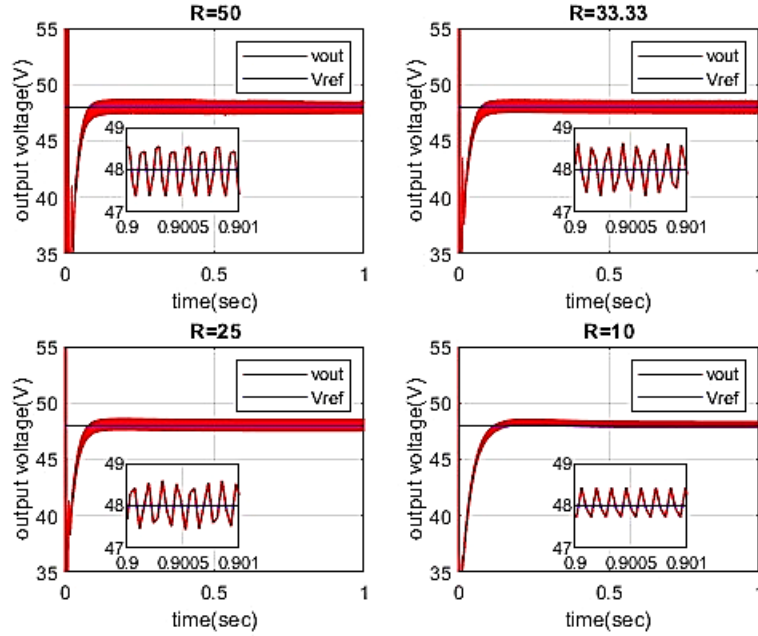 R=50
55
50
45
40
35
output voltage(V)
vout
Vref
49
48
47
0.9
0.9005
0.901
0
0.5
1
time(sec)
R=33.33
55
50
45
40
35
output voltage(V)
vout
Vref
49
48
47
0.9
0.9005
0.901
0
0.5
1
time(sec)
R=25
55
50
45
40
35
output voltage(V)
vout
Vref
49
48
47
0.9
0.9005
0.901
0
0.5
1
time(sec)
R=10
55
50
45
40
35
output voltage(V)
vout
Vref
49
48
47
0.9
0.9005
0.901
0
0.5
1
time(sec)